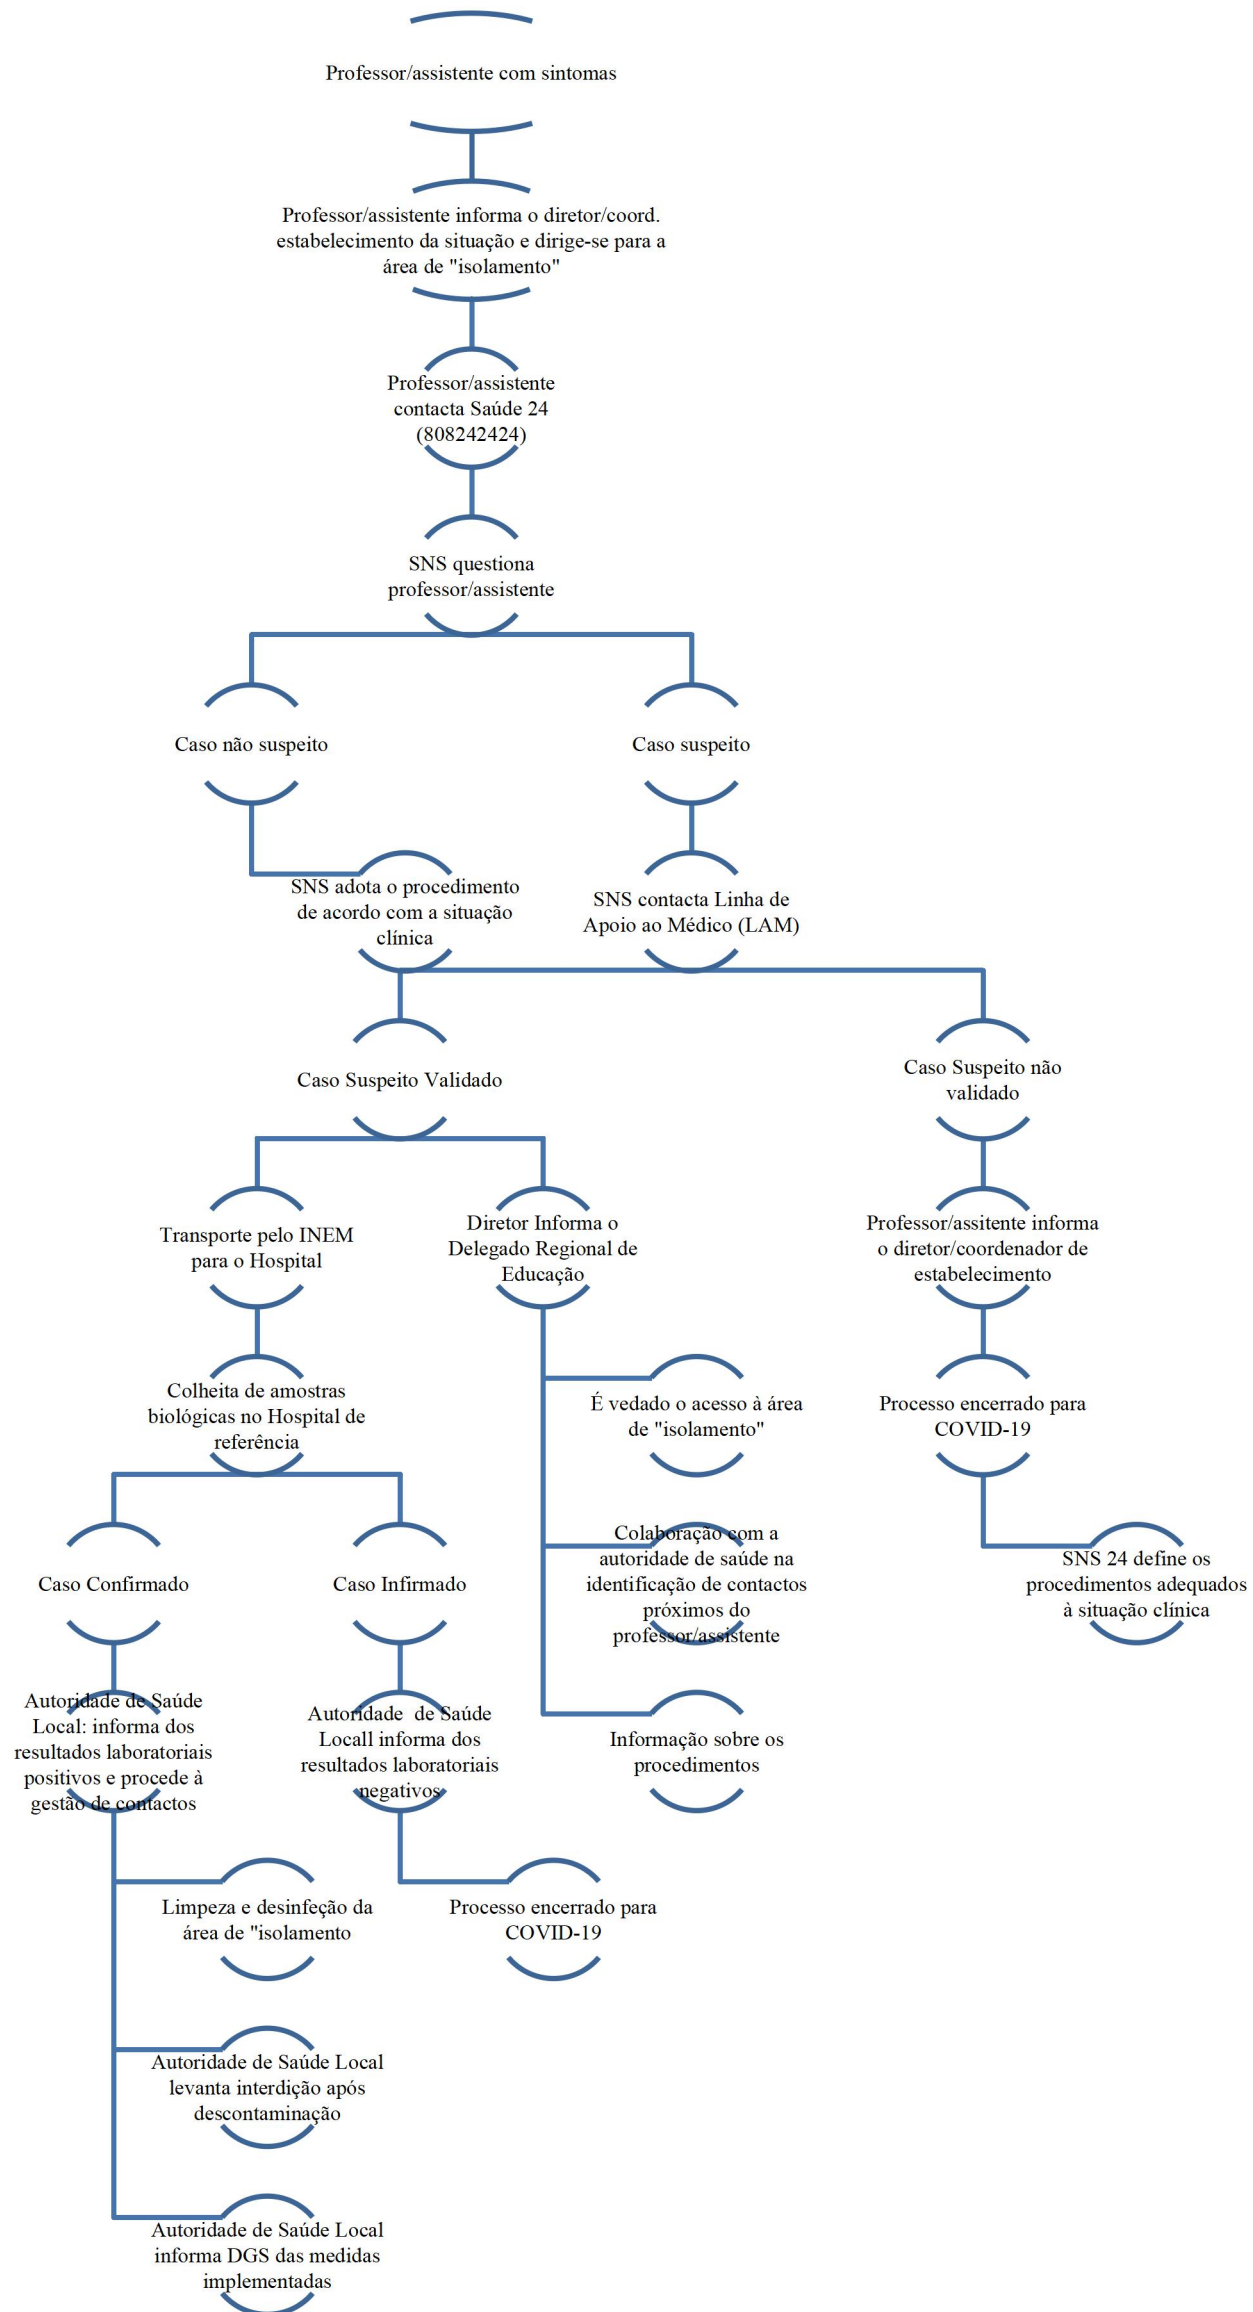 Professor/assistente com sintomas
Professor/assistente informa o diretor/coord.
estabelecimento da situação e dirige-se para a
área de "isolamento"
Professor/assistente
contacta Saúde 24
(808242424)
SNS questiona
professor/assistente
Caso não suspeito
Caso suspeito
SNS adota o procedimento
de acordo com a situação
clínica
SNS contacta Linha de
Apoio ao Médico (LAM)
Caso Suspeito Validado
Caso Suspeito não
validado
Transporte pelo INEM
para o Hospital
Diretor Informa o
Delegado Regional de
Educação
Professor/assitente informa
o diretor/coordenador de
estabelecimento
Colheita de amostras
biológicas no Hospital de
referência
É vedado o acesso à área
de "isolamento"
Processo encerrado para
COVID-19
Caso Confirmado
Caso Infirmado
Colaboração com a
autoridade de saúde na
identificação de contactos
próximos do
professor/assistente
SNS 24 define os
procedimentos adequados
à situação clínica
Autoridade de Saúde
Local: informa dos
resultados laboratoriais
positivos e procede à
gestão de contactos
Autoridade  de Saúde
Locall informa dos
resultados laboratoriais
negativos
Informação sobre os
procedimentos
Limpeza e desinfeção da
área de "isolamento
Processo encerrado para
COVID-19
Autoridade de Saúde Local
levanta interdição após
descontaminação
Autoridade de Saúde Local
informa DGS das medidas
implementadas